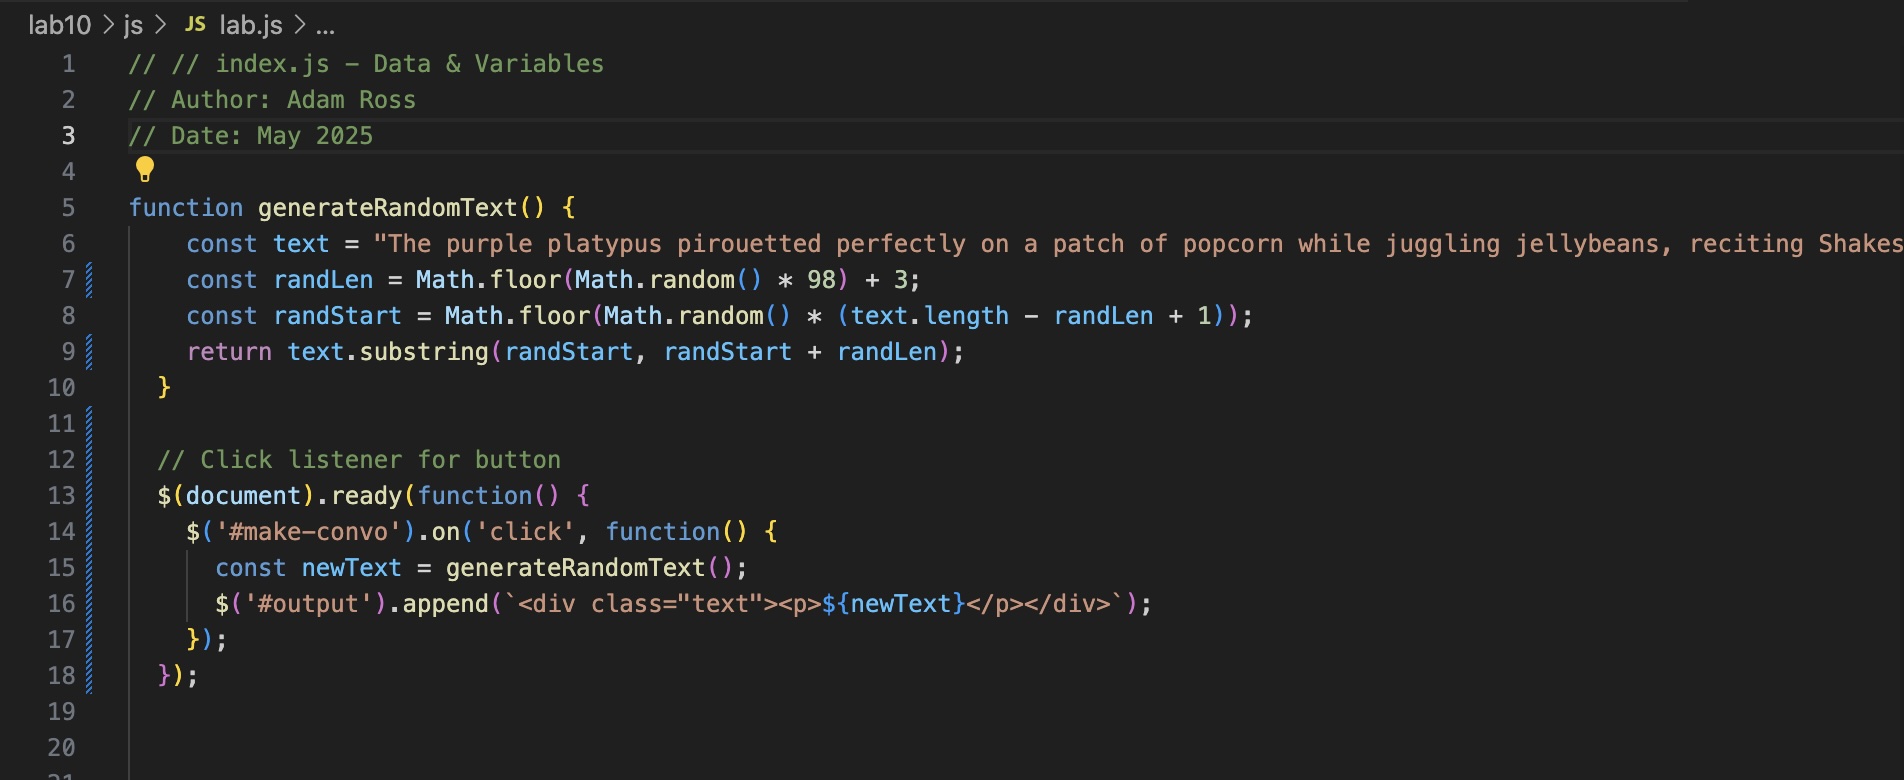 lab10 > js > JS lab.js > ...
1 // // index.js – Data & Variables
2 // Author: Adam Ross
3 // Date: May 2025
4
5 function generateRandomText() {
6 const text = "The purple platypus pirouetted perfectly on a patch of popcorn while juggling jellybeans, reciting Shakes
7 const randLen = Math.floor(Math.random() * 98) + 3;
8 const randStart = Math.floor(Math.random() * (text.length - randLen + 1));
9 return text.substring(randStart, randStart + randLen);
10 }
11
12 // Click listener for button
13 $(document).ready(function() {
14 $('#make-convo').on('click', function() {
15 const newText = generateRandomText();
16 $('#output').append(`<div class="text"><p>${newText}</p></div>`);
17 });
18 });
19
20
21